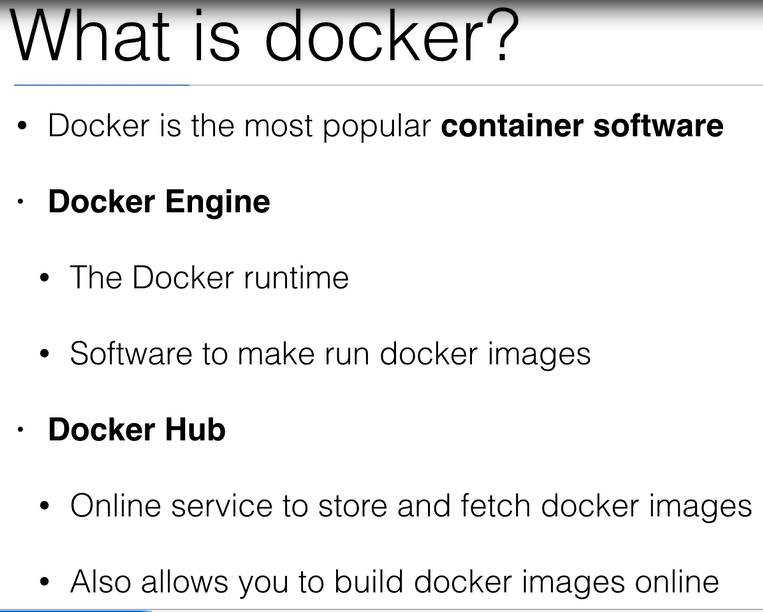 What is docker?
• Docker is the most popular container software
• Docker Engine
• The Docker runtime
• Software to make run docker images
• Docker Hub
• Online service to store and fetch docker images
• Also allows you to build docker images online